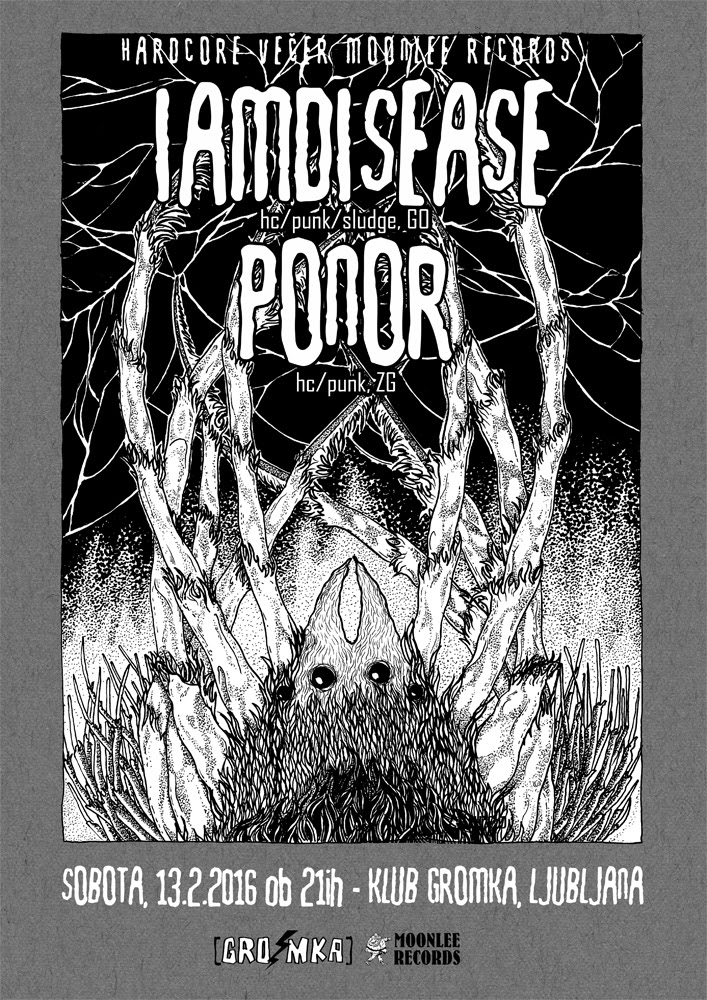 HARDCORE VEČER MOONLEE RECORDS
IAMDISEASE
hc/punk/sludge, GO
PONOR
hc/punk, ZG
SOBOTA, 13.2.2016 ob 21ih - KLUB GROMKA, LJUBLJANA
[GROMKA]
MOONLEE
RECORDS